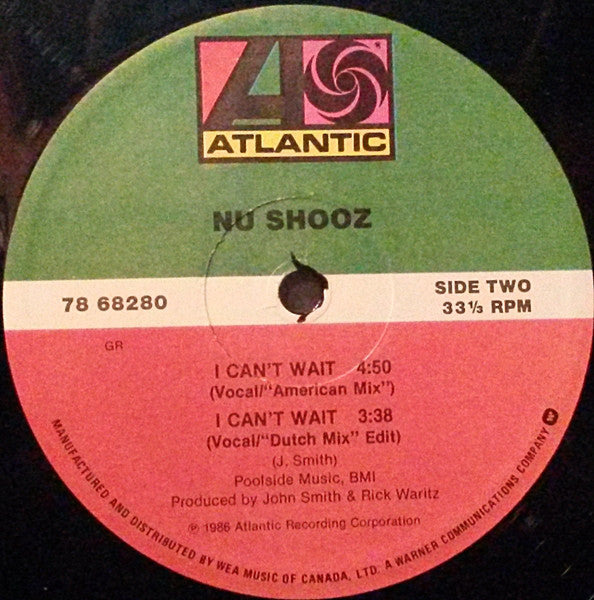 ATLANTIC
NU SHOOZ
78 68280
SIDE TWO
33⅓ RPM
GR
I CAN'T WAIT 4:50
(Vocal/"American Mix")
I CAN'T WAIT 3:38
(Vocal/"Dutch Mix" Edit)
(J. Smith)
Poolside Music, BMI
Produced by John Smith & Rick Waritz
℗ 1986 Atlantic Recording Corporation
MANUFACTURED AND DISTRIBUTED BY WEA MUSIC OF CANADA, LTD. A WARNER COMMUNICATIONS COMPANY